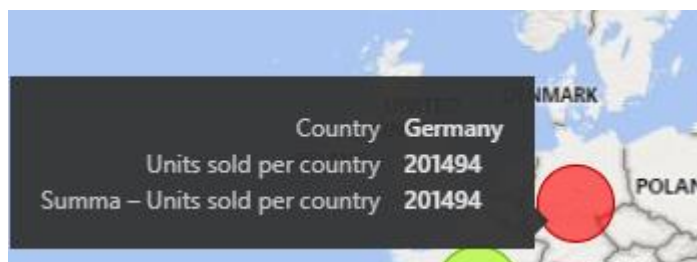 DENMARK
Country Germany
Units sold per country 201494
Summa – Units sold per country 201494
POLAN